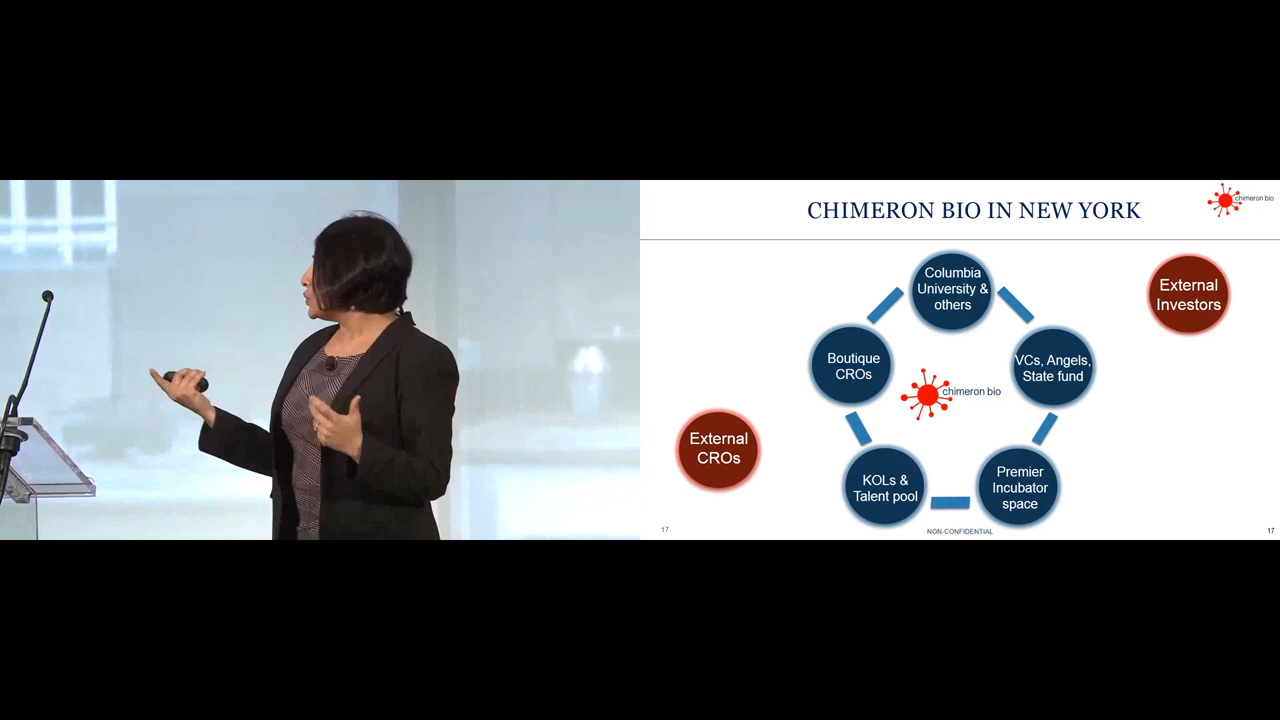 CHIMERON BIO IN NEW YORK
chimeron bio
Columbia
University &
others
External
Investors
Boutique
CROs
VCs, Angels,
State fund
chimeron bio
External
CROs
KOLs &
Talent pool
Premier
Incubator
space
17
NON-CONFIDENTIAL
17